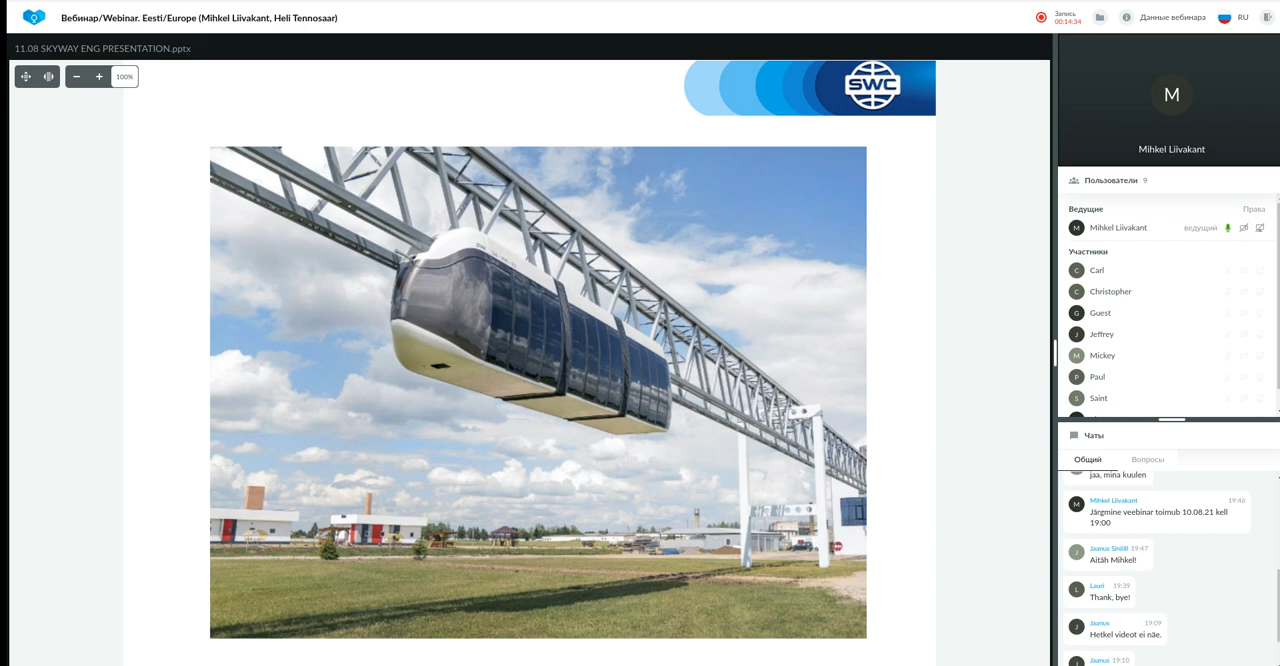 Вебинар/Webinar. Eesti/Europe (Mihkel Liivakant, Heli Tennosaar)
Запись
00:14:34
Данные вебинара
RU
11.08 SKYWAY ENG PRESENTATION.pptx
100%
SWC
M
Mihkel Liivakant
Пользователи 9
Ведущие Права
M Mihkel Liivakant ведущий
Участники
C Carl
C Christopher
G Guest
J Jeffrey
M Mickey
P Paul
S Saint
Чаты
Общий Вопросы
jaa, mina kuulen
M Mihkel Liivakant 19:46
Järgmine veebinar toimub 10.08.21 kell
19:00
J Jaanus Siniöll 19:47
Aitäh Mihkel!
L Lauri 19:39
Thank, bye!
J Jaanus 19:09
Hetkel videot ei näe.
J Jaanus 19:10